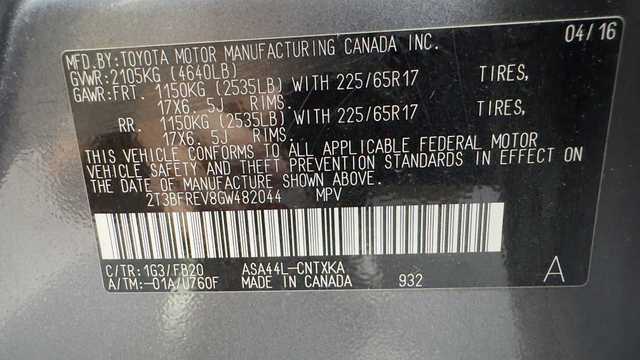 MFD.BY:TOYOTA MOTOR MANUFACTURING CANADA INC. 04/16
GVWR:2105KG (4640LB)
GAWR:FRT. 1150KG (2535LB) WITH 225/65R17 TIRES,
17X6. 5J RIMS.
RR. 1150KG (2535LB) WITH 225/65R17 TIRES,
17X6. 5J RIMS.
THIS VEHICLE CONFORMS TO ALL APPLICABLE FEDERAL MOTOR
VEHICLE SAFETY AND THEFT PREVENTION STANDARDS IN EFFECT ON
THE DATE OF MANUFACTURE SHOWN ABOVE.
2T3BFREV8GW482044 MPV
C/TR:1G3/FB20 ASA44L-CNTXKA
A/TM:-01A/U760F MADE IN CANADA 932 A